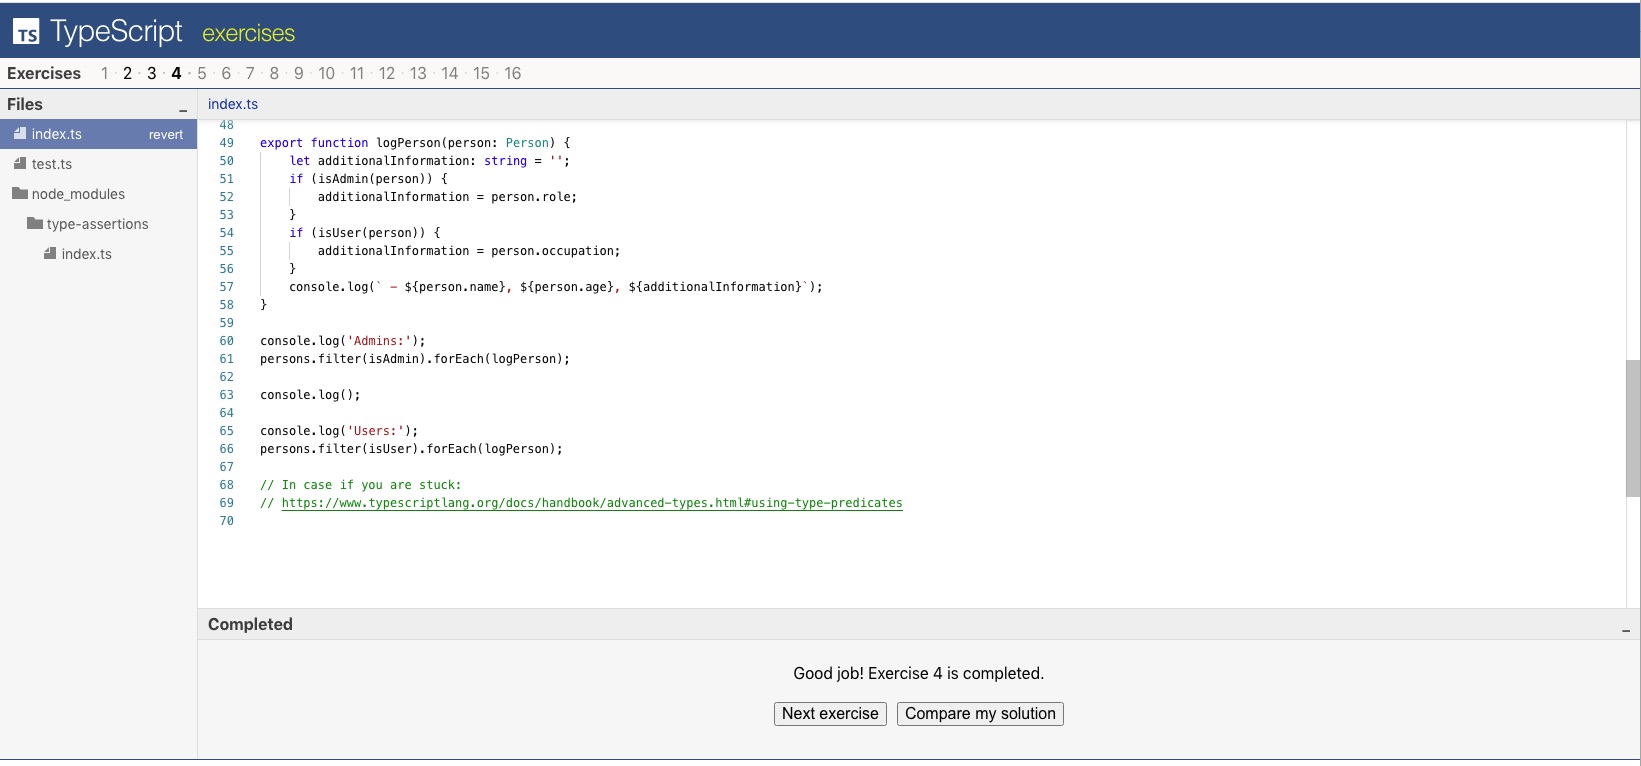 TS TypeScript exercises
Exercises 1 · 2 · 3 · 4 · 5 · 6 · 7 · 8 · 9 · 10 · 11 · 12 · 13 · 14 · 15 · 16
Files _
index.ts revert
test.ts
node_modules
type-assertions
index.ts
index.ts
48
49 export function logPerson(person: Person) {
50     let additionalInformation: string = '';
51     if (isAdmin(person)) {
52         additionalInformation = person.role;
53     }
54     if (isUser(person)) {
55         additionalInformation = person.occupation;
56     }
57     console.log(` - ${person.name}, ${person.age}, ${additionalInformation}`);
58 }
59
60 console.log('Admins:');
61 persons.filter(isAdmin).forEach(logPerson);
62
63 console.log();
64
65 console.log('Users:');
66 persons.filter(isUser).forEach(logPerson);
67
68 // In case if you are stuck:
69 // https://www.typescriptlang.org/docs/handbook/advanced-types.html#using-type-predicates
70
Completed _
Good job! Exercise 4 is completed.
Next exercise Compare my solution